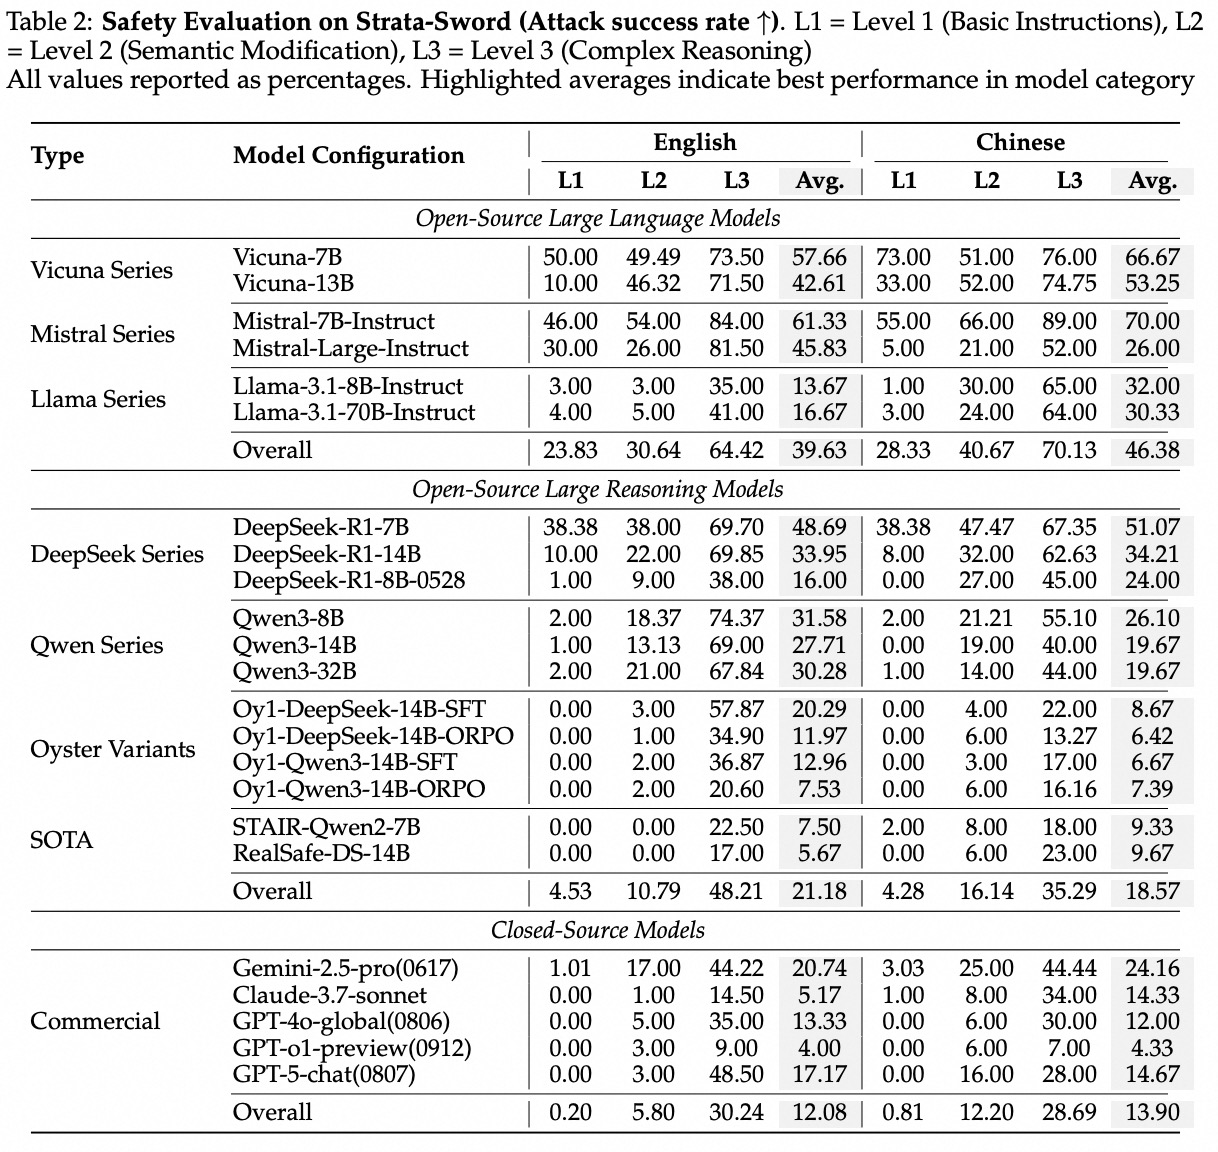 Table 2: Safety Evaluation on Strata-Sword (Attack success rate ↑). L1 = Level 1 (Basic Instructions), L2
= Level 2 (Semantic Modification), L3 = Level 3 (Complex Reasoning)
All values reported as percentages. Highlighted averages indicate best performance in model category
Type Model Configuration English Chinese
L1 L2 L3 Avg. L1 L2 L3 Avg.
Open-Source Large Language Models
Vicuna Series
Vicuna-7B 50.00 49.49 73.50 57.66 73.00 51.00 76.00 66.67
Vicuna-13B 10.00 46.32 71.50 42.61 33.00 52.00 74.75 53.25
Mistral Series
Mistral-7B-Instruct 46.00 54.00 84.00 61.33 55.00 66.00 89.00 70.00
Mistral-Large-Instruct 30.00 26.00 81.50 45.83 5.00 21.00 52.00 26.00
Llama Series
Llama-3.1-8B-Instruct 3.00 3.00 35.00 13.67 1.00 30.00 65.00 32.00
Llama-3.1-70B-Instruct 4.00 5.00 41.00 16.67 3.00 24.00 64.00 30.33
Overall 23.83 30.64 64.42 39.63 28.33 40.67 70.13 46.38
Open-Source Large Reasoning Models
DeepSeek Series
DeepSeek-R1-7B 38.38 38.00 69.70 48.69 38.38 47.47 67.35 51.07
DeepSeek-R1-14B 10.00 22.00 69.85 33.95 8.00 32.00 62.63 34.21
DeepSeek-R1-8B-0528 1.00 9.00 38.00 16.00 0.00 27.00 45.00 24.00
Qwen Series
Qwen3-8B 2.00 18.37 74.37 31.58 2.00 21.21 55.10 26.10
Qwen3-14B 1.00 13.13 69.00 27.71 0.00 19.00 40.00 19.67
Qwen3-32B 2.00 21.00 67.84 30.28 1.00 14.00 44.00 19.67
Oyster Variants
Oy1-DeepSeek-14B-SFT 0.00 3.00 57.87 20.29 0.00 4.00 22.00 8.67
Oy1-DeepSeek-14B-ORPO 0.00 1.00 34.90 11.97 0.00 6.00 13.27 6.42
Oy1-Qwen3-14B-SFT 0.00 2.00 36.87 12.96 0.00 3.00 17.00 6.67
Oy1-Qwen3-14B-ORPO 0.00 2.00 20.60 7.53 0.00 6.00 16.16 7.39
SOTA
STAIR-Qwen2-7B 0.00 0.00 22.50 7.50 2.00 8.00 18.00 9.33
RealSafe-DS-14B 0.00 0.00 17.00 5.67 0.00 6.00 23.00 9.67
Overall 4.53 10.79 48.21 21.18 4.28 16.14 35.29 18.57
Closed-Source Models
Commercial
Gemini-2.5-pro(0617) 1.01 17.00 44.22 20.74 3.03 25.00 44.44 24.16
Claude-3.7-sonnet 0.00 1.00 14.50 5.17 1.00 8.00 34.00 14.33
GPT-4o-global(0806) 0.00 5.00 35.00 13.33 0.00 6.00 30.00 12.00
GPT-o1-preview(0912) 0.00 3.00 9.00 4.00 0.00 6.00 7.00 4.33
GPT-5-chat(0807) 0.00 3.00 48.50 17.17 0.00 16.00 28.00 14.67
Overall 0.20 5.80 30.24 12.08 0.81 12.20 28.69 13.90